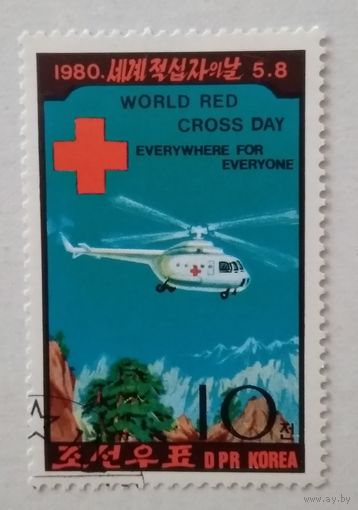 1980. 세계적십자의날 5.8
WORLD RED
CROSS DAY
EVERYWHERE FOR
EVERYONE
10전
조선우표 DPR KOREA
ay.by